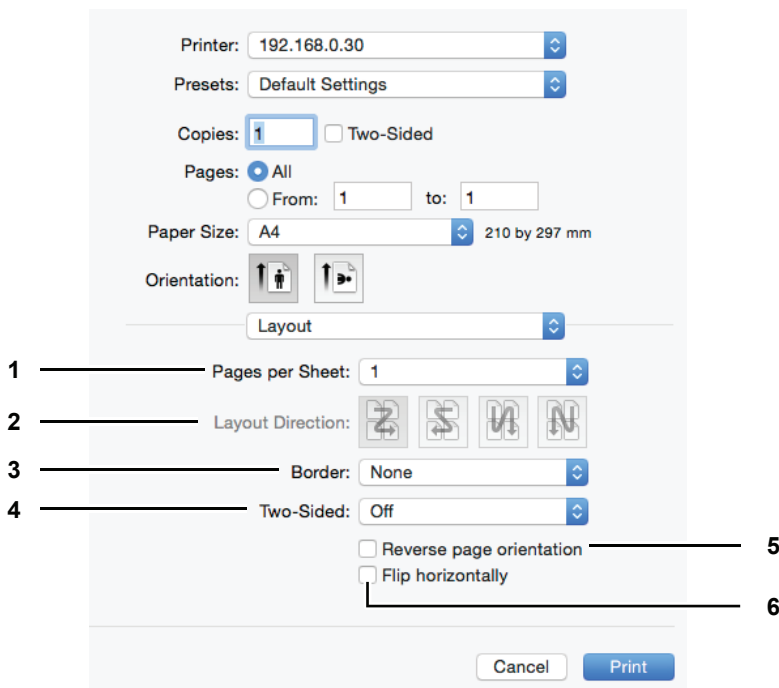 Printer: 192.168.0.30
Presets: Default Settings
Copies: 1 Two-Sided
Pages: All
From: 1 to: 1
Paper Size: A4 210 by 297 mm
Orientation:
Layout
1 Pages per Sheet: 1
2 Layout Direction:
3 Border: None
4 Two-Sided: Off
Reverse page orientation 5
Flip horizontally
6
Cancel Print